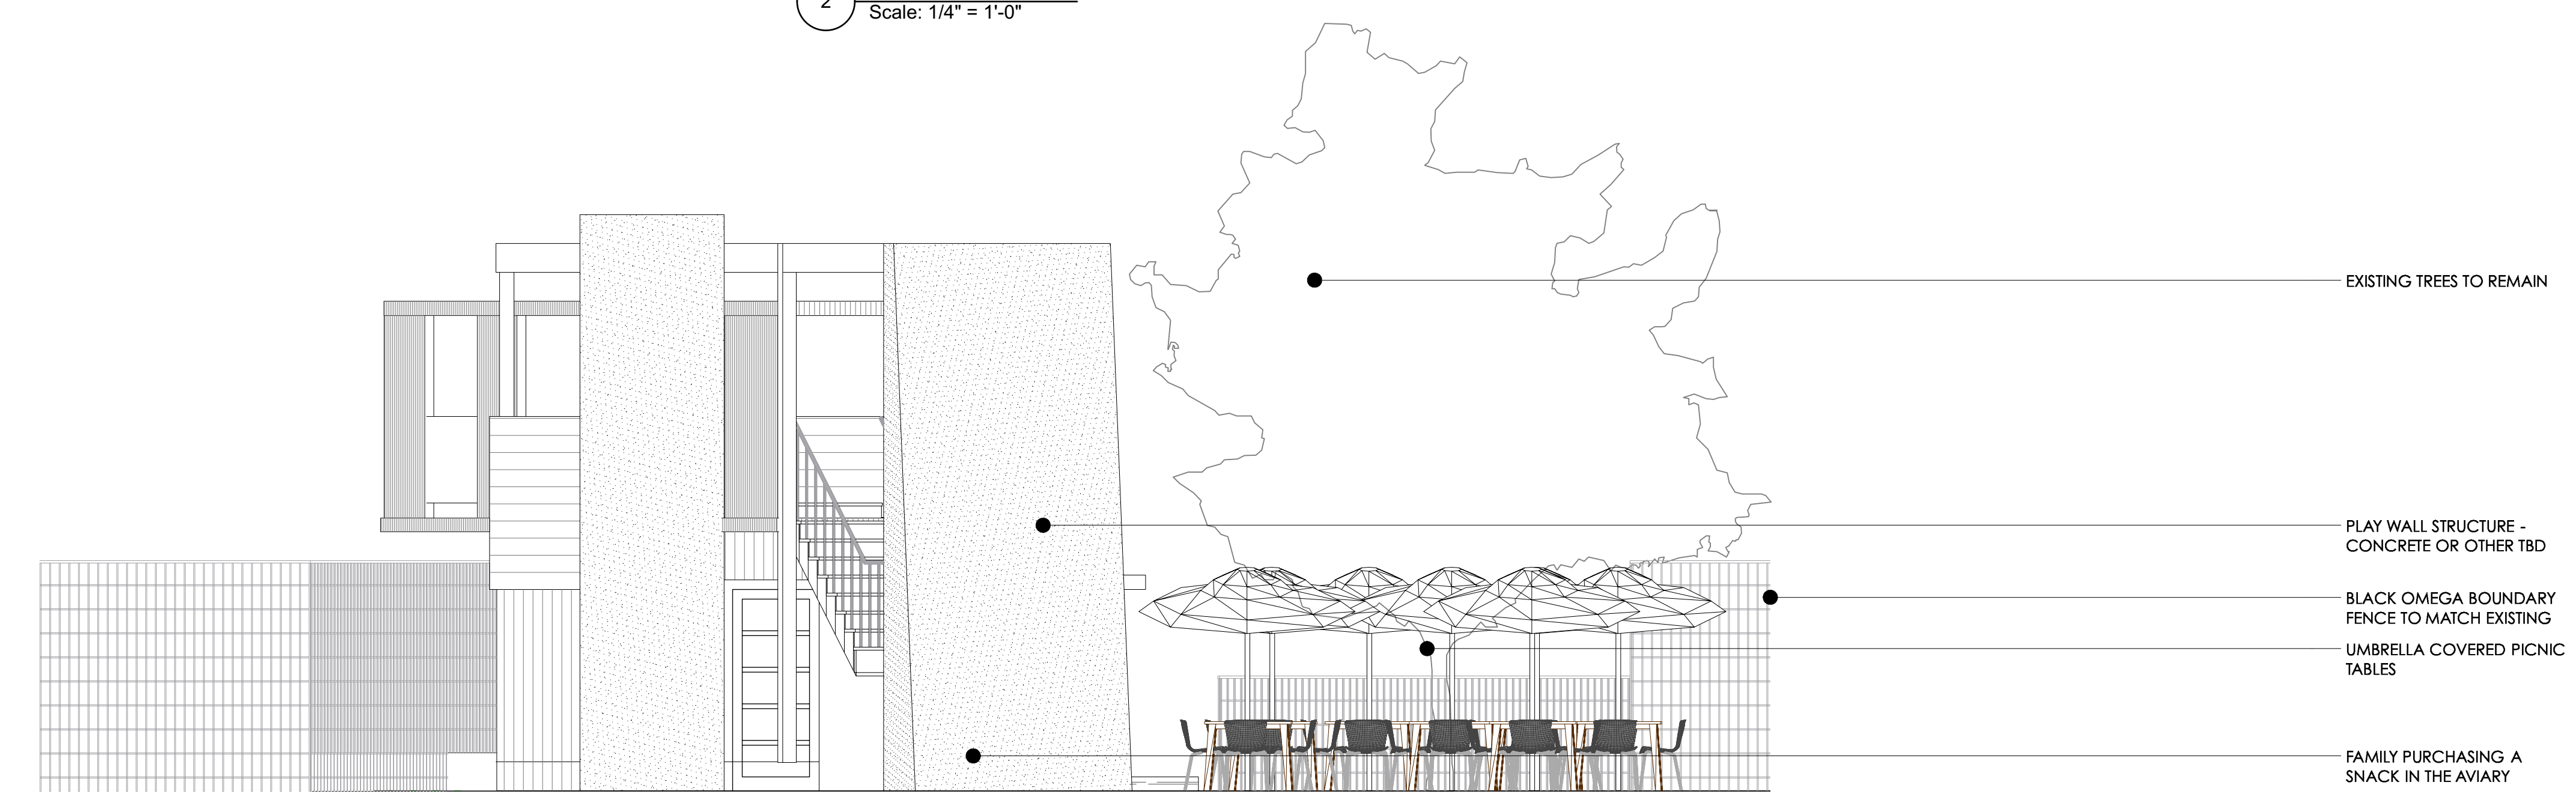 2
Scale: 1/4" = 1'-0"
EXISTING TREES TO REMAIN
PLAY WALL STRUCTURE -
CONCRETE OR OTHER TBD
BLACK OMEGA BOUNDARY
FENCE TO MATCH EXISTING
UMBRELLA COVERED PICNIC
TABLES
FAMILY PURCHASING A
SNACK IN THE AVIARY